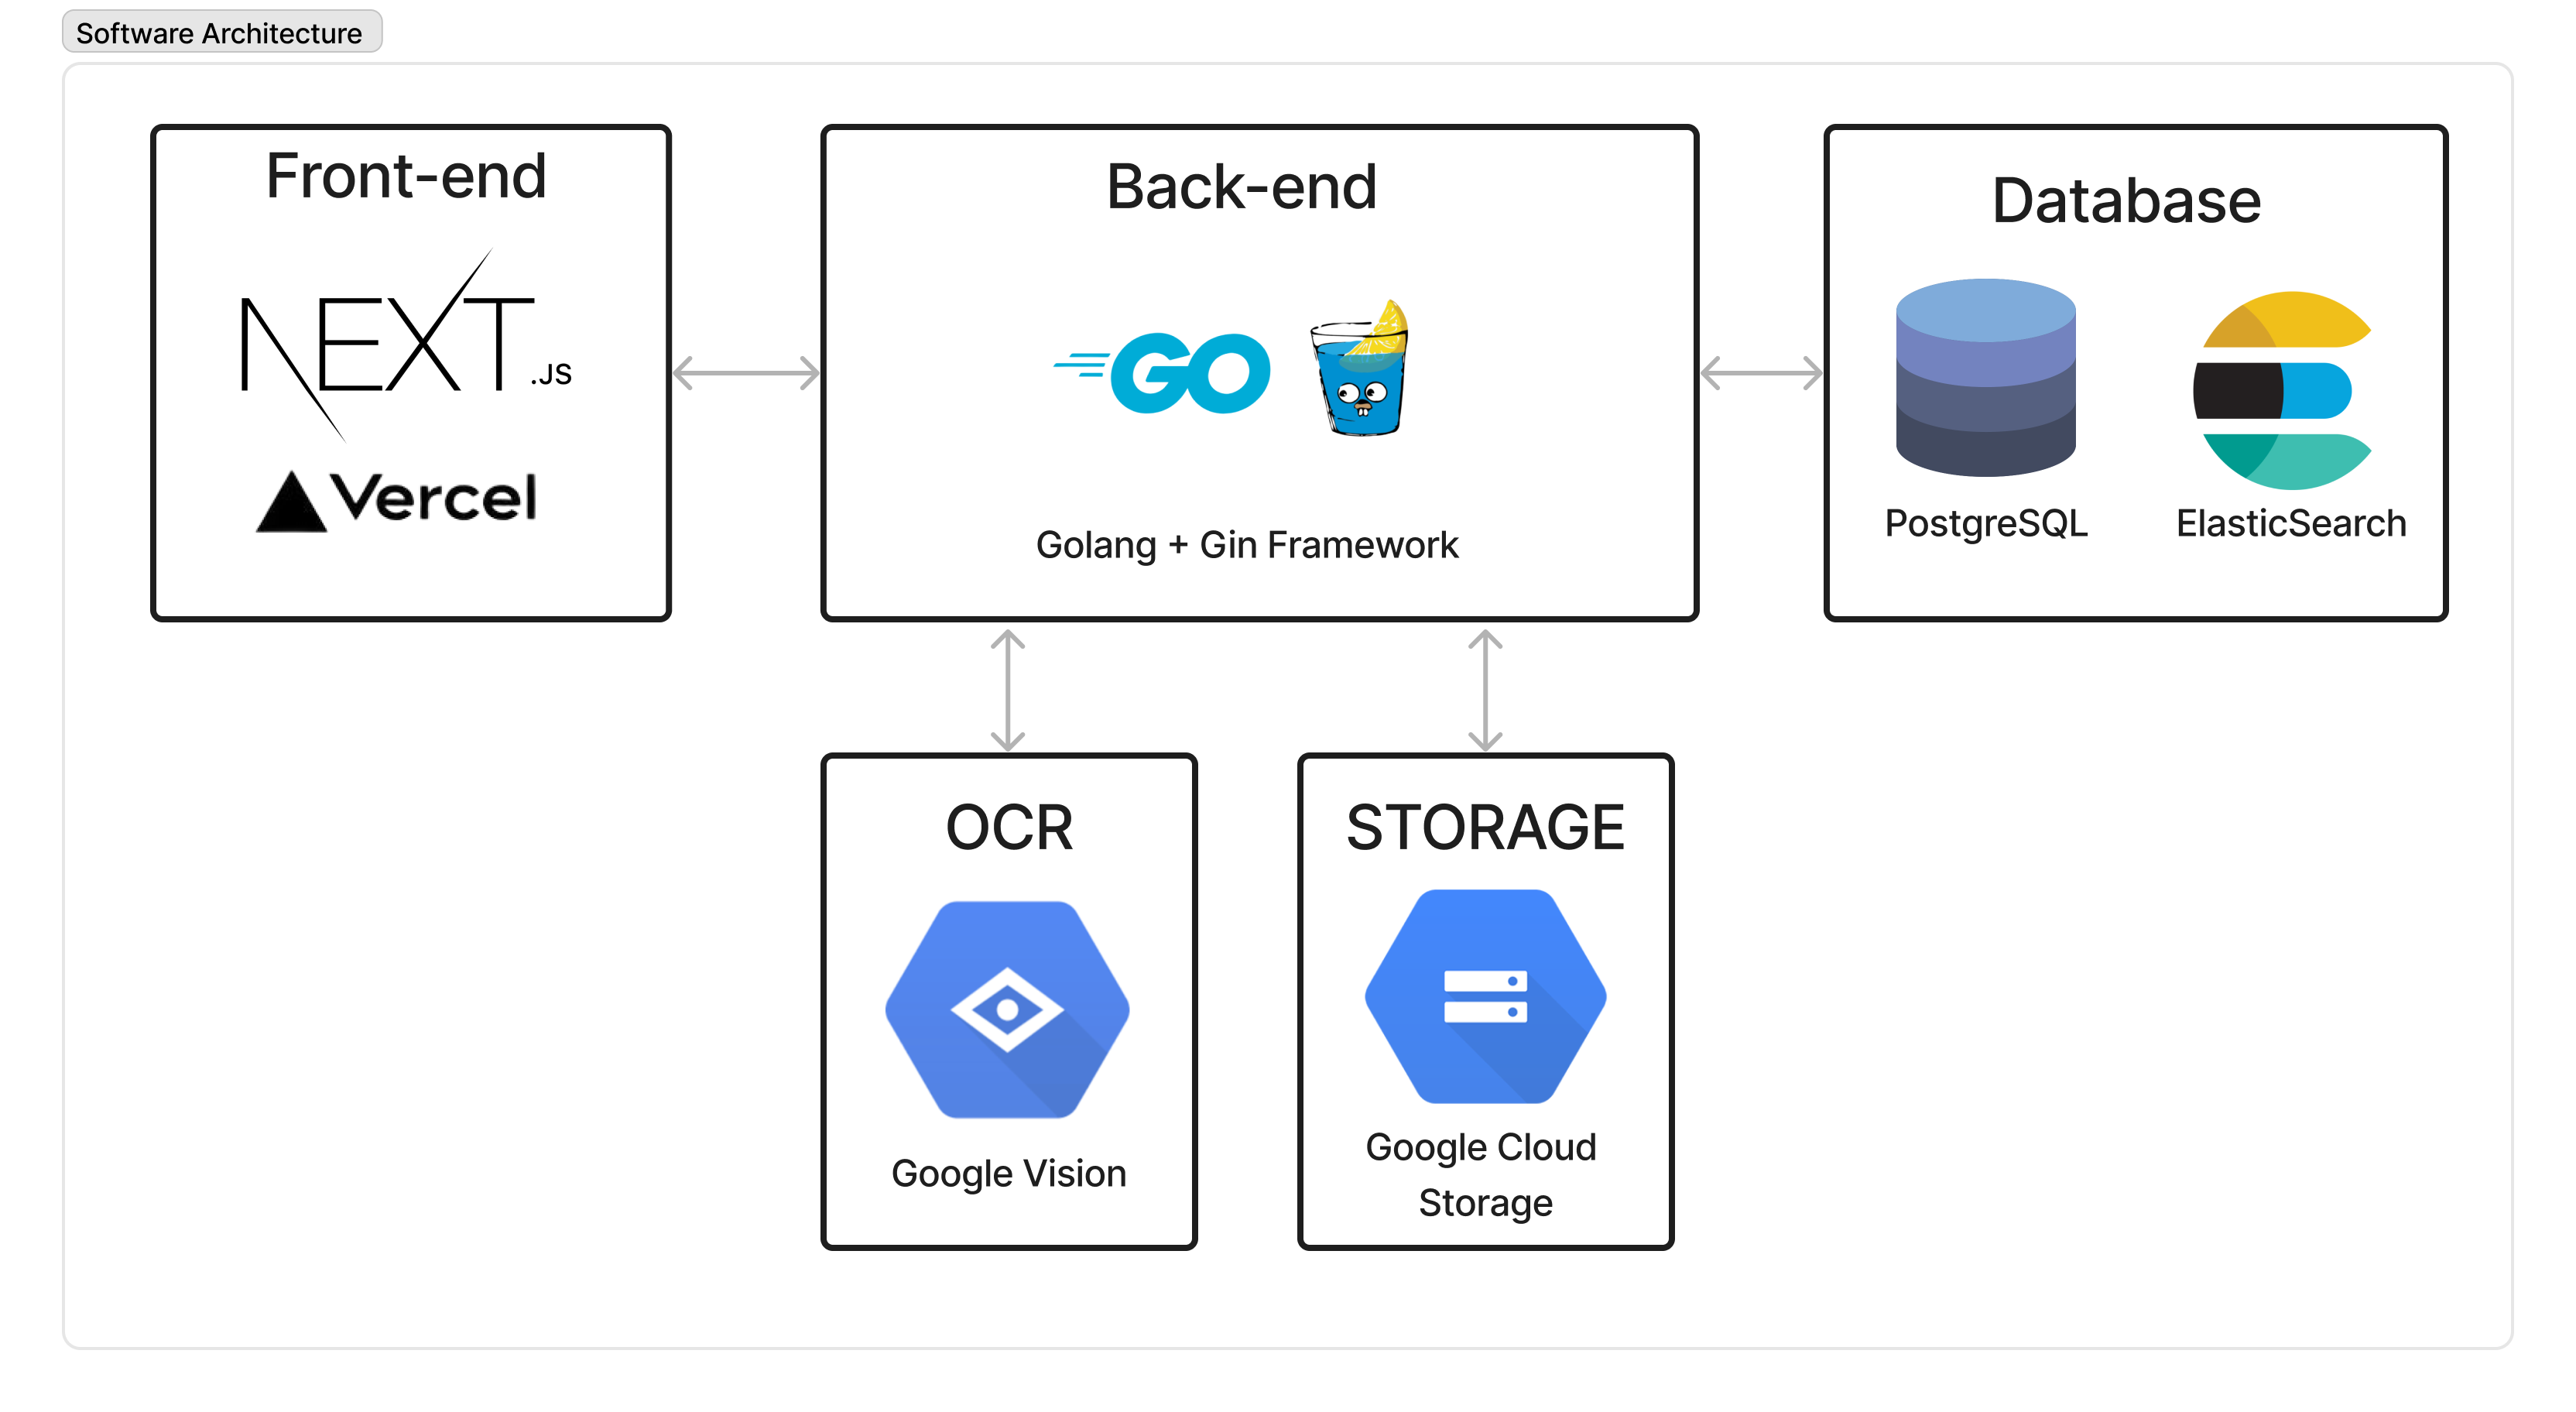 Software Architecture
Front-end
NEXT.JS
Vercel
Back-end
GO
Golang + Gin Framework
Database
PostgreSQL
ElasticSearch
OCR
Google Vision
STORAGE
Google Cloud
Storage